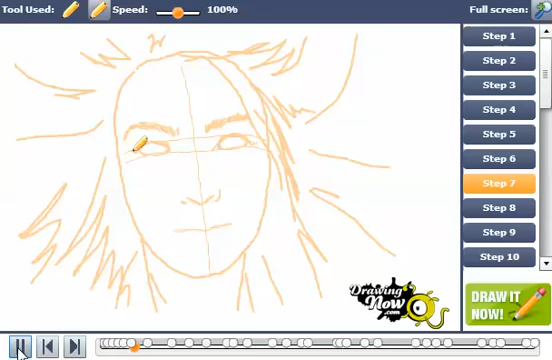 Tool Used: Speed: 100% Full screen:
Step 1
Step 2
Step 3
Step 4
Step 5
Step 6
Step 7
Step 8
Step 9
Step 10
Drawing
Now.com
DRAW IT
NOW!